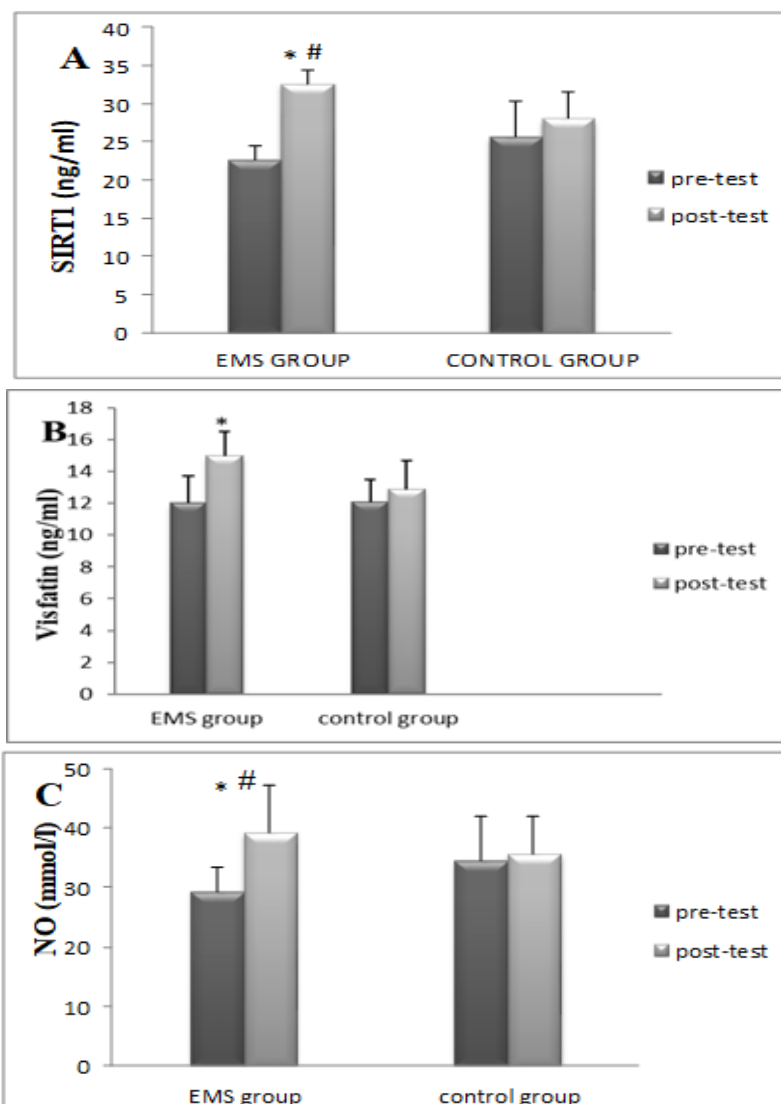 A
* #
SIRT1 (ng/ml)
40
35
30
25
20
15
10
5
0
EMS GROUP
CONTROL GROUP
pre-test
post-test
B
*
Visfatin (ng/ml)
18
16
14
12
10
8
6
4
2
0
EMS group
control group
pre-test
post-test
C
* #
NO (mmol/l)
50
40
30
20
10
0
EMS group
control group
pre-test
post-test